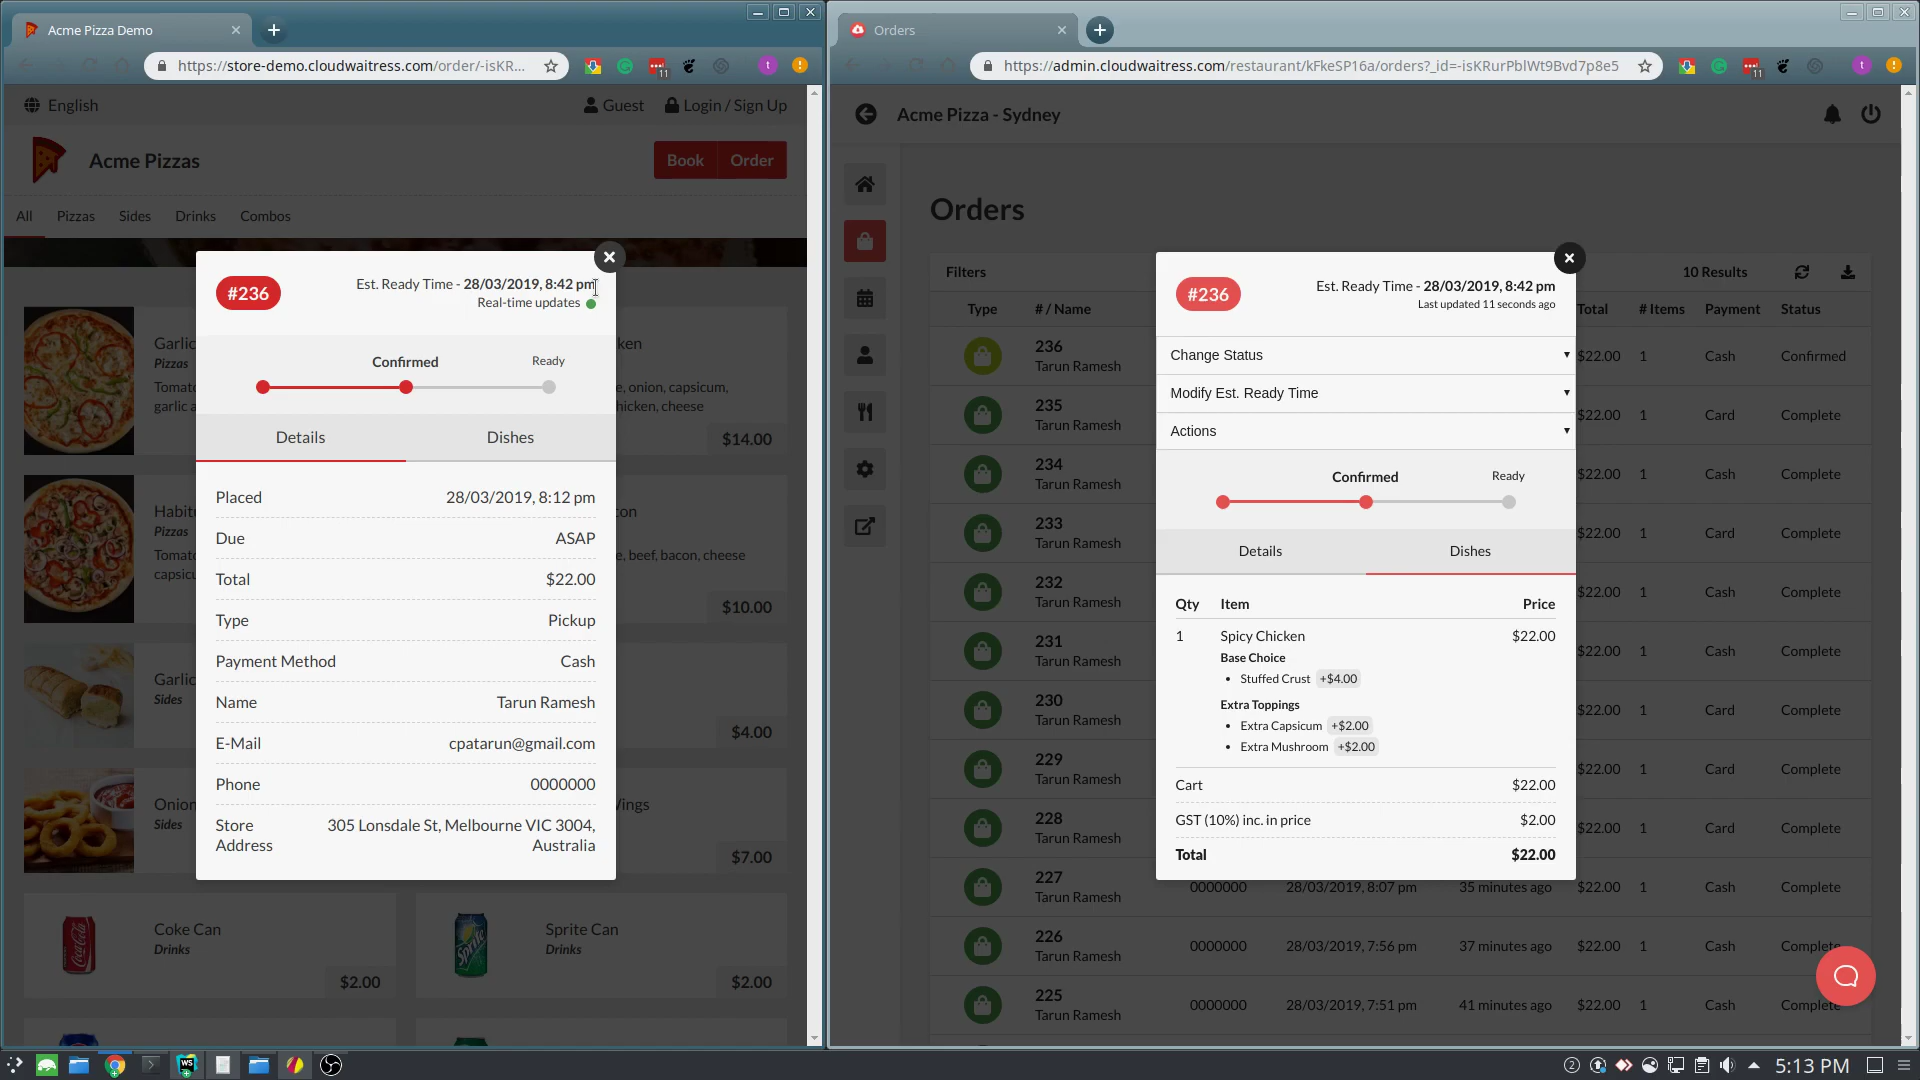 Acme Pizza Demo
https://store-demo.cloudwaitress.com/order/-isKR...
11
t
English
Guest
Login / Sign Up
Acme Pizzas
Book
Order
All
Pizzas
Sides
Drinks
Combos
#236
Est. Ready Time - 28/03/2019, 8:42 pm
Real-time updates
Confirmed
Ready
Details
Dishes
Placed
28/03/2019, 8:12 pm
Due
ASAP
Total
$22.00
Type
Pickup
Payment Method
Cash
Name
Tarun Ramesh
E-Mail
cpatarun@gmail.com
Phone
0000000
Store Address
305 Lonsdale St, Melbourne VIC 3004,
Australia
Pizzas
onion, capsicum,
cheese
$14.00
Pizzas
beef, bacon, cheese
$10.00
Sides
$4.00
Sides
$7.00
Coke Can
Drinks
$2.00
Sprite Can
Drinks
$2.00
Orders
https://admin.cloudwaitress.com/restaurant/kFkeSP16a/orders?_id=-isKRurPblWt9Bvd7p8e5
11
t
Acme Pizza - Sydney
Orders
Filters
10 Results
Type
# / Name
Total
# Items
Payment
Status
236
Tarun Ramesh
$22.00 1 Cash Confirmed
235
Tarun Ramesh
$22.00 1 Card Complete
234
Tarun Ramesh
$22.00 1 Cash Complete
233
Tarun Ramesh
$22.00 1 Cash Complete
232
Tarun Ramesh
$22.00 1 Cash Complete
231
Tarun Ramesh
$22.00 1 Cash Complete
230
Tarun Ramesh
$22.00 1 Card Complete
229
Tarun Ramesh
$22.00 1 Card Complete
228
Tarun Ramesh
$22.00 1 Card Complete
227
Tarun Ramesh
0000000 28/03/2019, 8:07 pm 35 minutes ago $22.00 1 Cash Complete
226
Tarun Ramesh
0000000 28/03/2019, 7:56 pm 37 minutes ago $22.00 1 Cash Complete
225
Tarun Ramesh
0000000 28/03/2019, 7:51 pm 41 minutes ago $22.00 1 Cash Complete
#236
Est. Ready Time - 28/03/2019, 8:42 pm
Last updated 11 seconds ago
Change Status
Modify Est. Ready Time
Actions
Confirmed
Ready
Details
Dishes
Qty Item Price
1 Spicy Chicken $22.00
Base Choice
Stuffed Crust +$4.00
Extra Toppings
Extra Capsicum +$2.00
Extra Mushroom +$2.00
Cart $22.00
GST (10%) inc. in price $2.00
Total $22.00
WS
2
5:13 PM